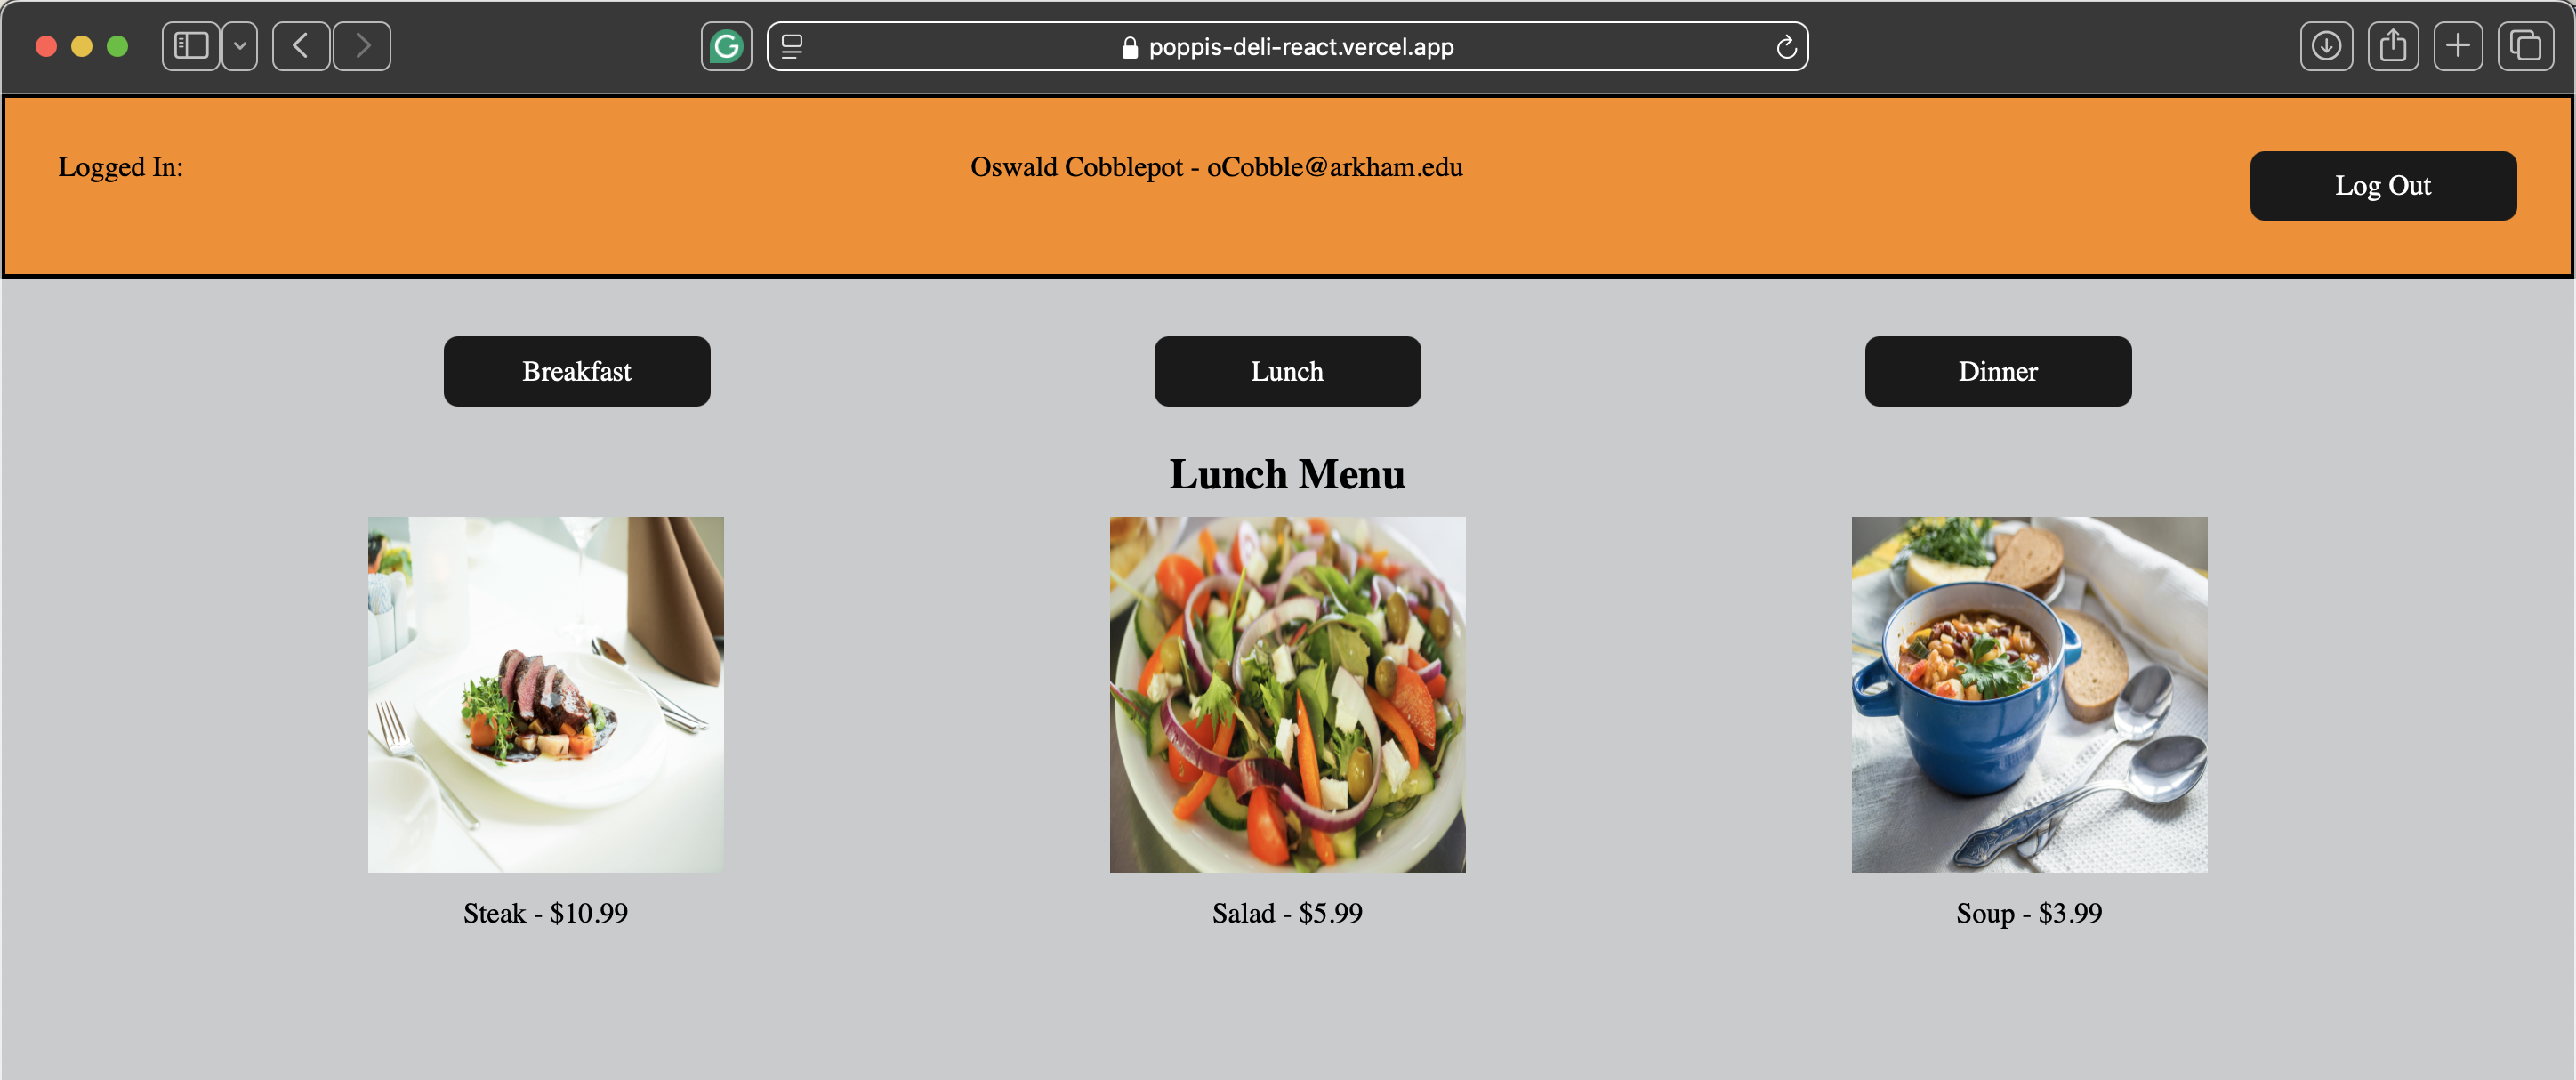 poppis-deli-react.vercel.app
Logged In:
Oswald Cobblepot - oCobble@arkham.edu
Log Out
Breakfast
Lunch
Dinner
Lunch Menu
Steak - $10.99
Salad - $5.99
Soup - $3.99